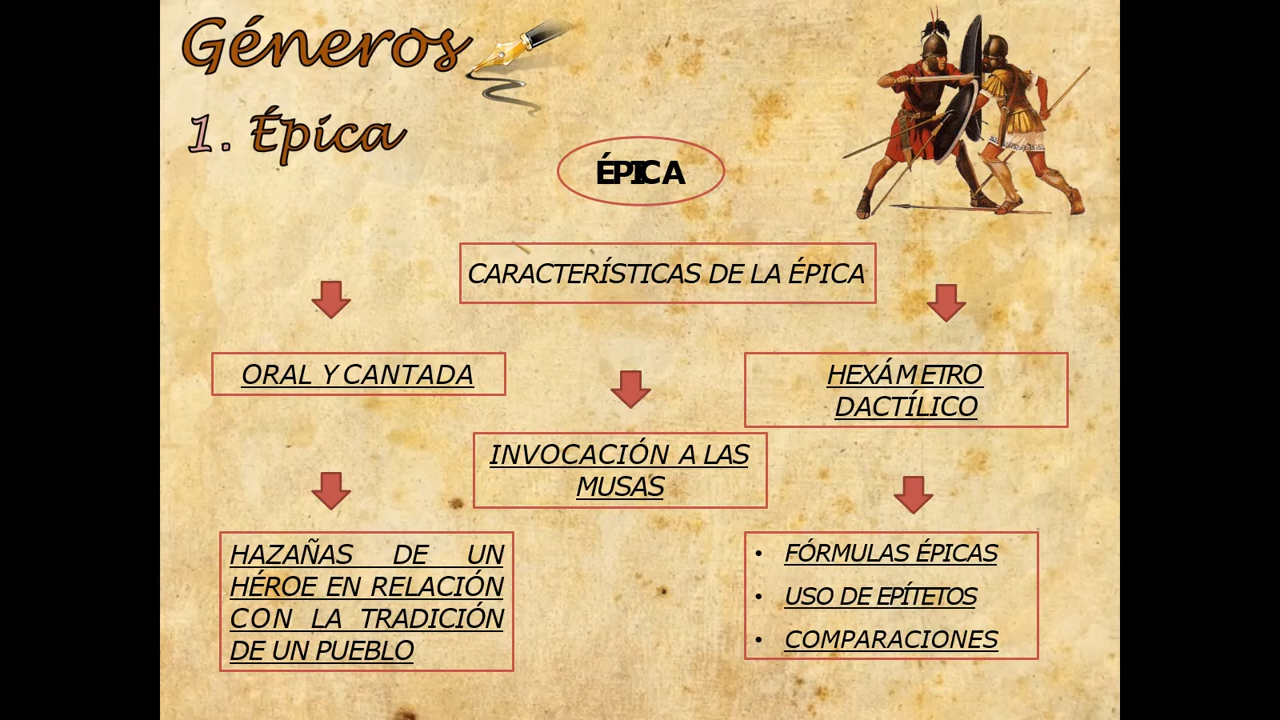 Géneros
1. Épica
ÉPICA
CARACTERÍSTICAS DE LA ÉPICA
ORAL Y CANTADA
HEXÁMETRO
DACTÍLICO
INVOCACIÓN A LAS
MUSAS
HAZAÑAS DE UN
HÉROE EN RELACIÓN
CON LA TRADICIÓN
DE UN PUEBLO
• FÓRMULAS ÉPICAS
• USO DE EPÍTETOS
• COMPARACIONES